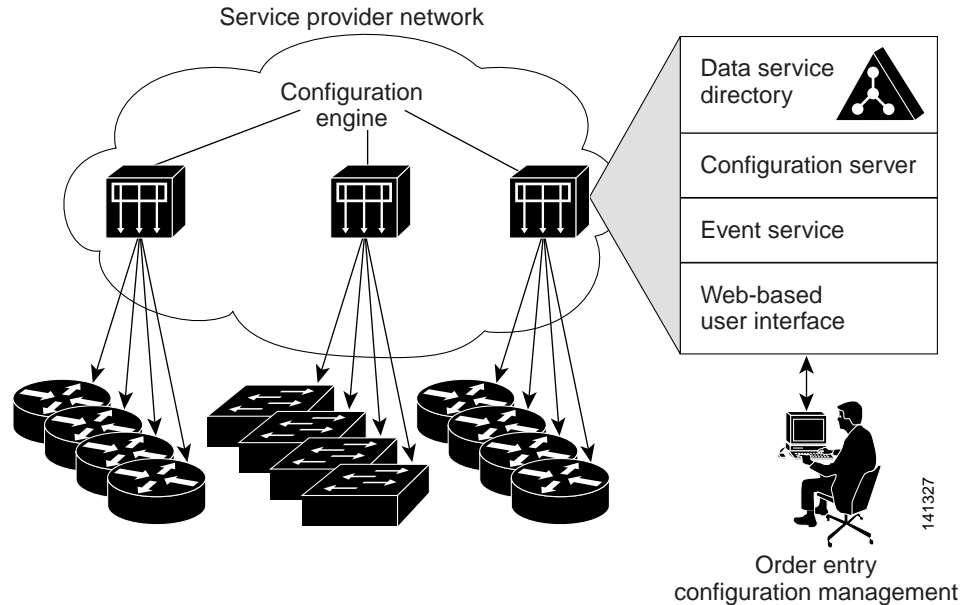 Service provider network
Configuration
engine
Data service
directory
Configuration server
Event service
Web-based
user interface
141327
Order entry
configuration management